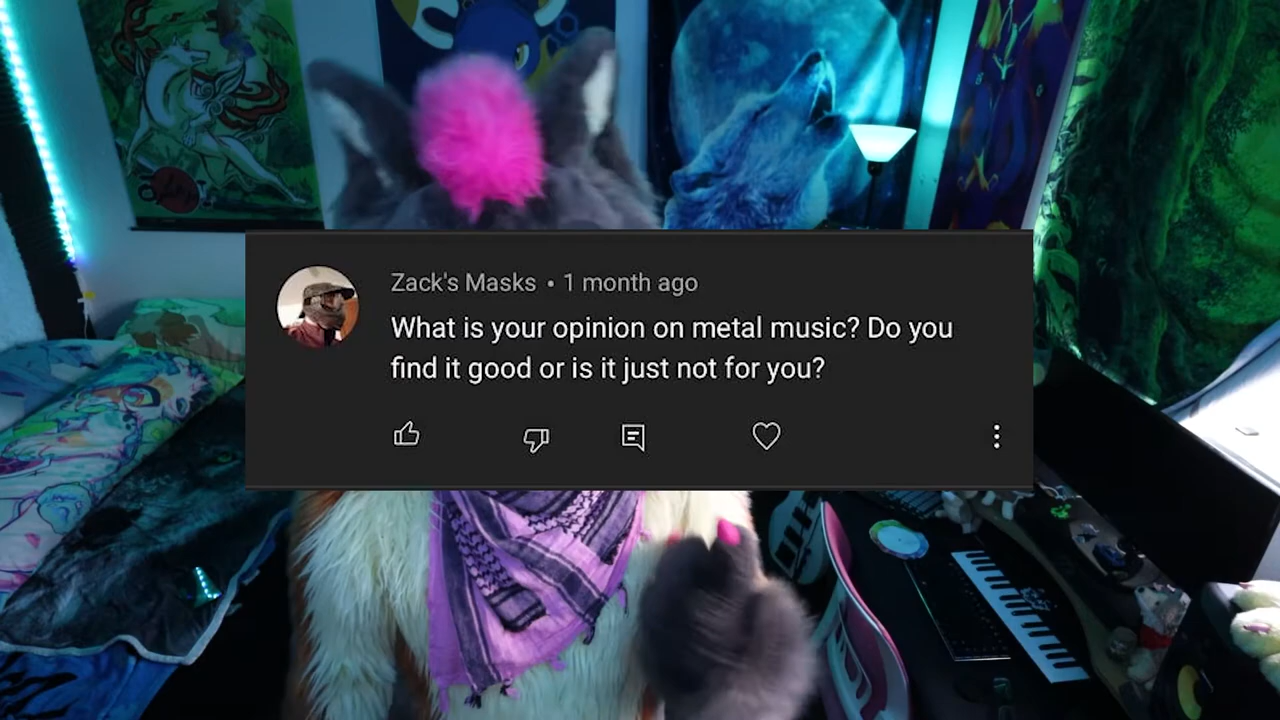 Zack's Masks • 1 month ago
What is your opinion on metal music? Do you
find it good or is it just not for you?